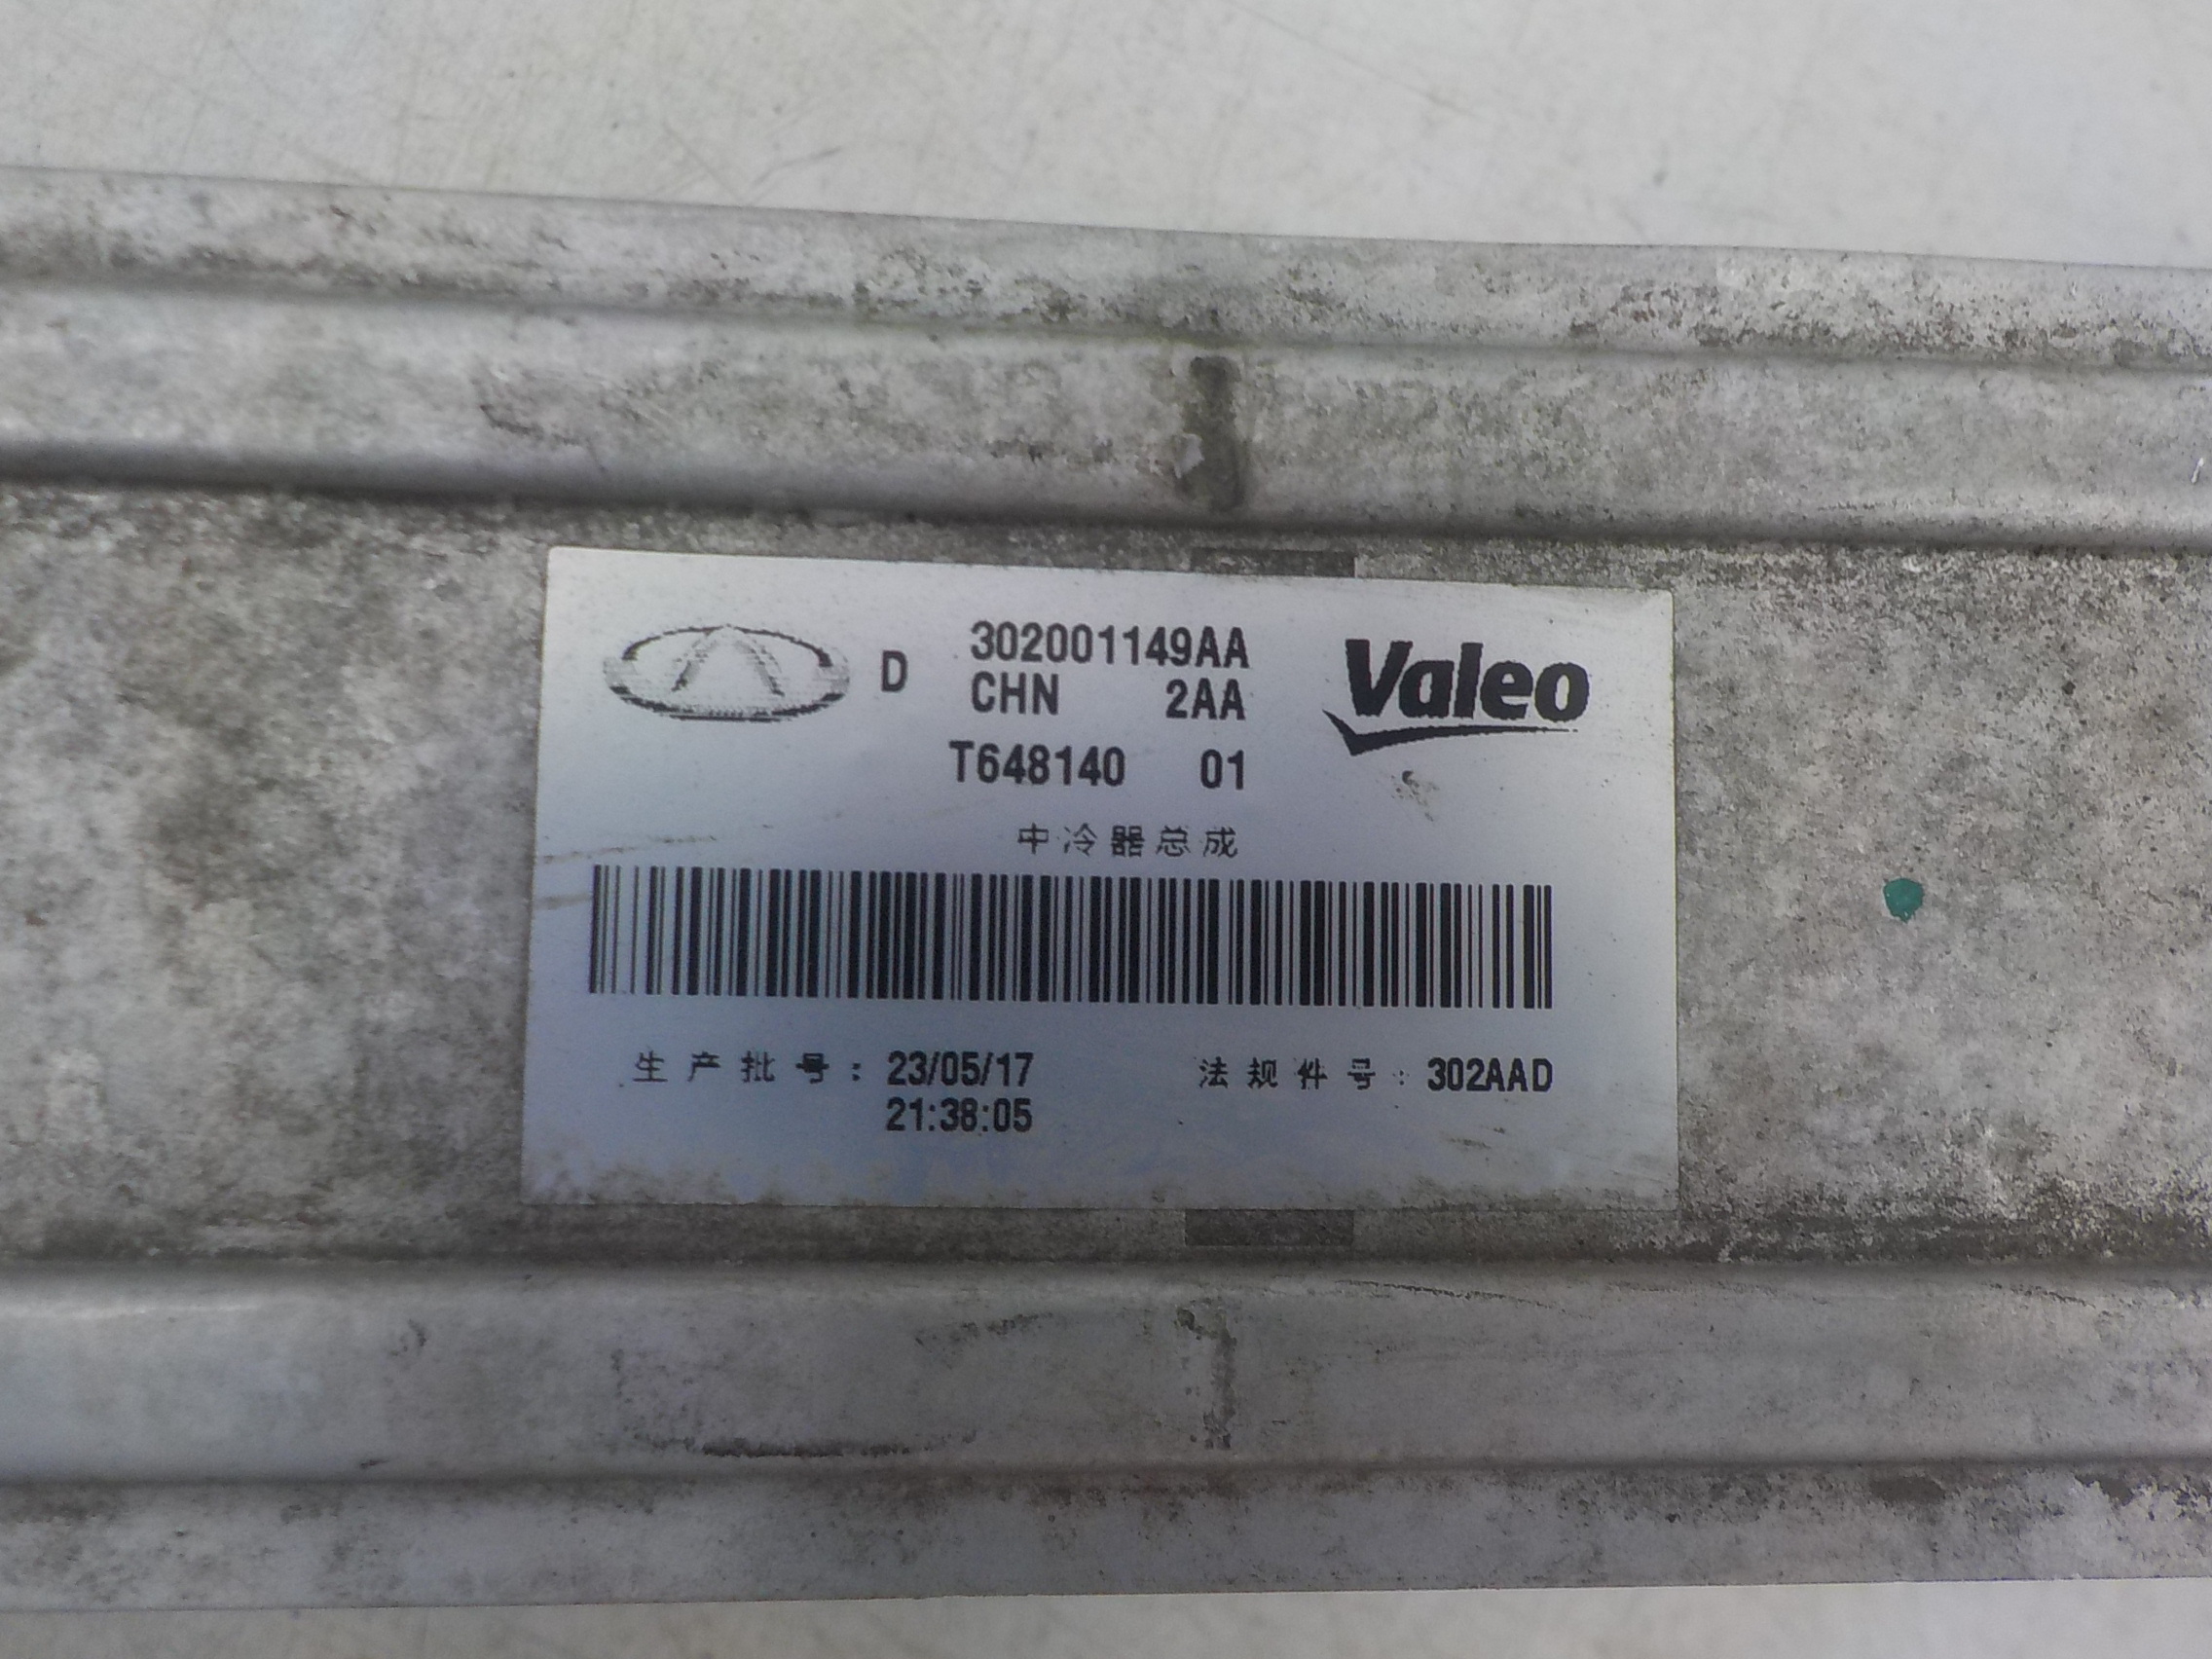 D 302001149AA Valeo
CHN 2AA
T648140 01
中冷器总成
生产批号: 23/05/17 法规件号: 302AAD
21:38:05